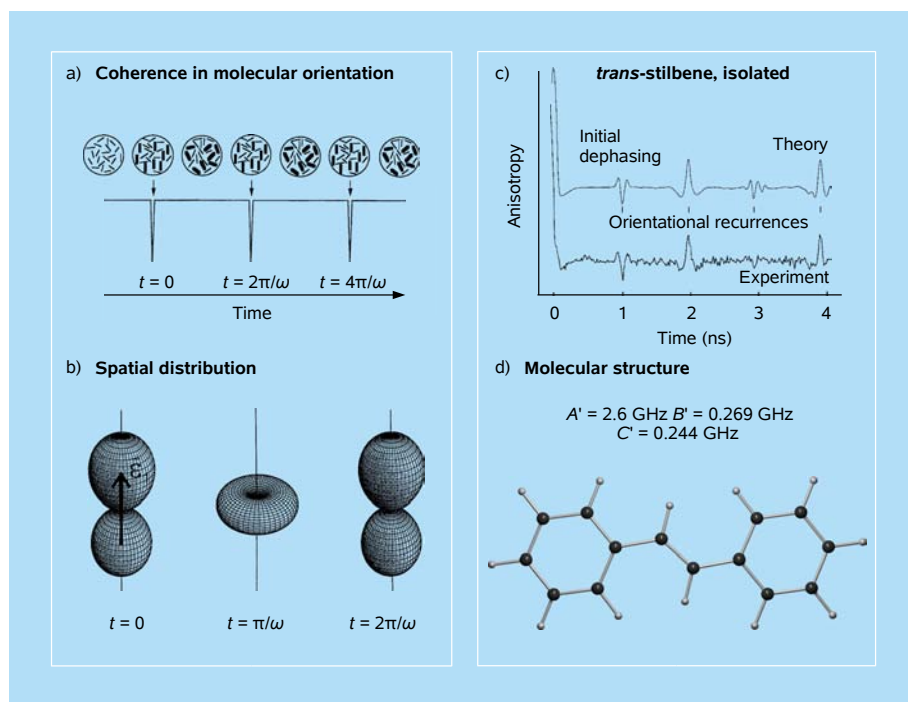 a) Coherence in molecular orientation
t = 0
t = 2π/ω
t = 4π/ω
Time
b) Spatial distribution
ε
t = 0
t = π/ω
t = 2π/ω
c) trans-stilbene, isolated
Anisotropy
Initial
dephasing
Theory
Orientational recurrences
Experiment
0 1 2 3 4
Time (ns)
d) Molecular structure
A' = 2.6 GHz B' = 0.269 GHz
C' = 0.244 GHz